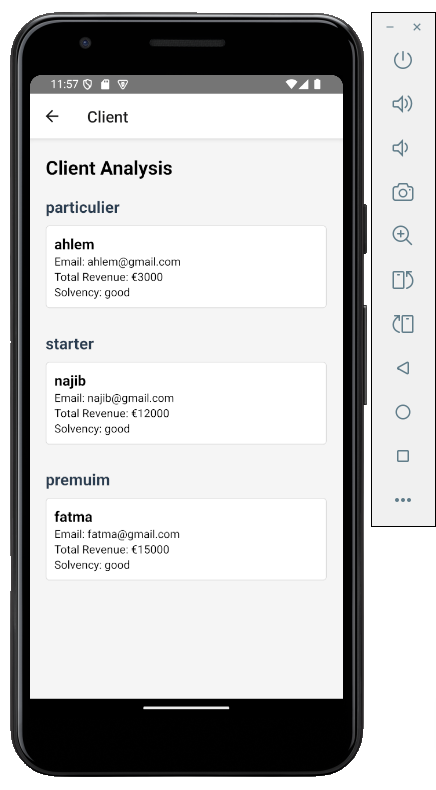 11:57
Client
Client Analysis
particulier
ahlem
Email: ahlem@gmail.com
Total Revenue: €3000
Solvency: good
starter
najib
Email: najib@gmail.com
Total Revenue: €12000
Solvency: good
premuim
fatma
Email: fatma@gmail.com
Total Revenue: €15000
Solvency: good